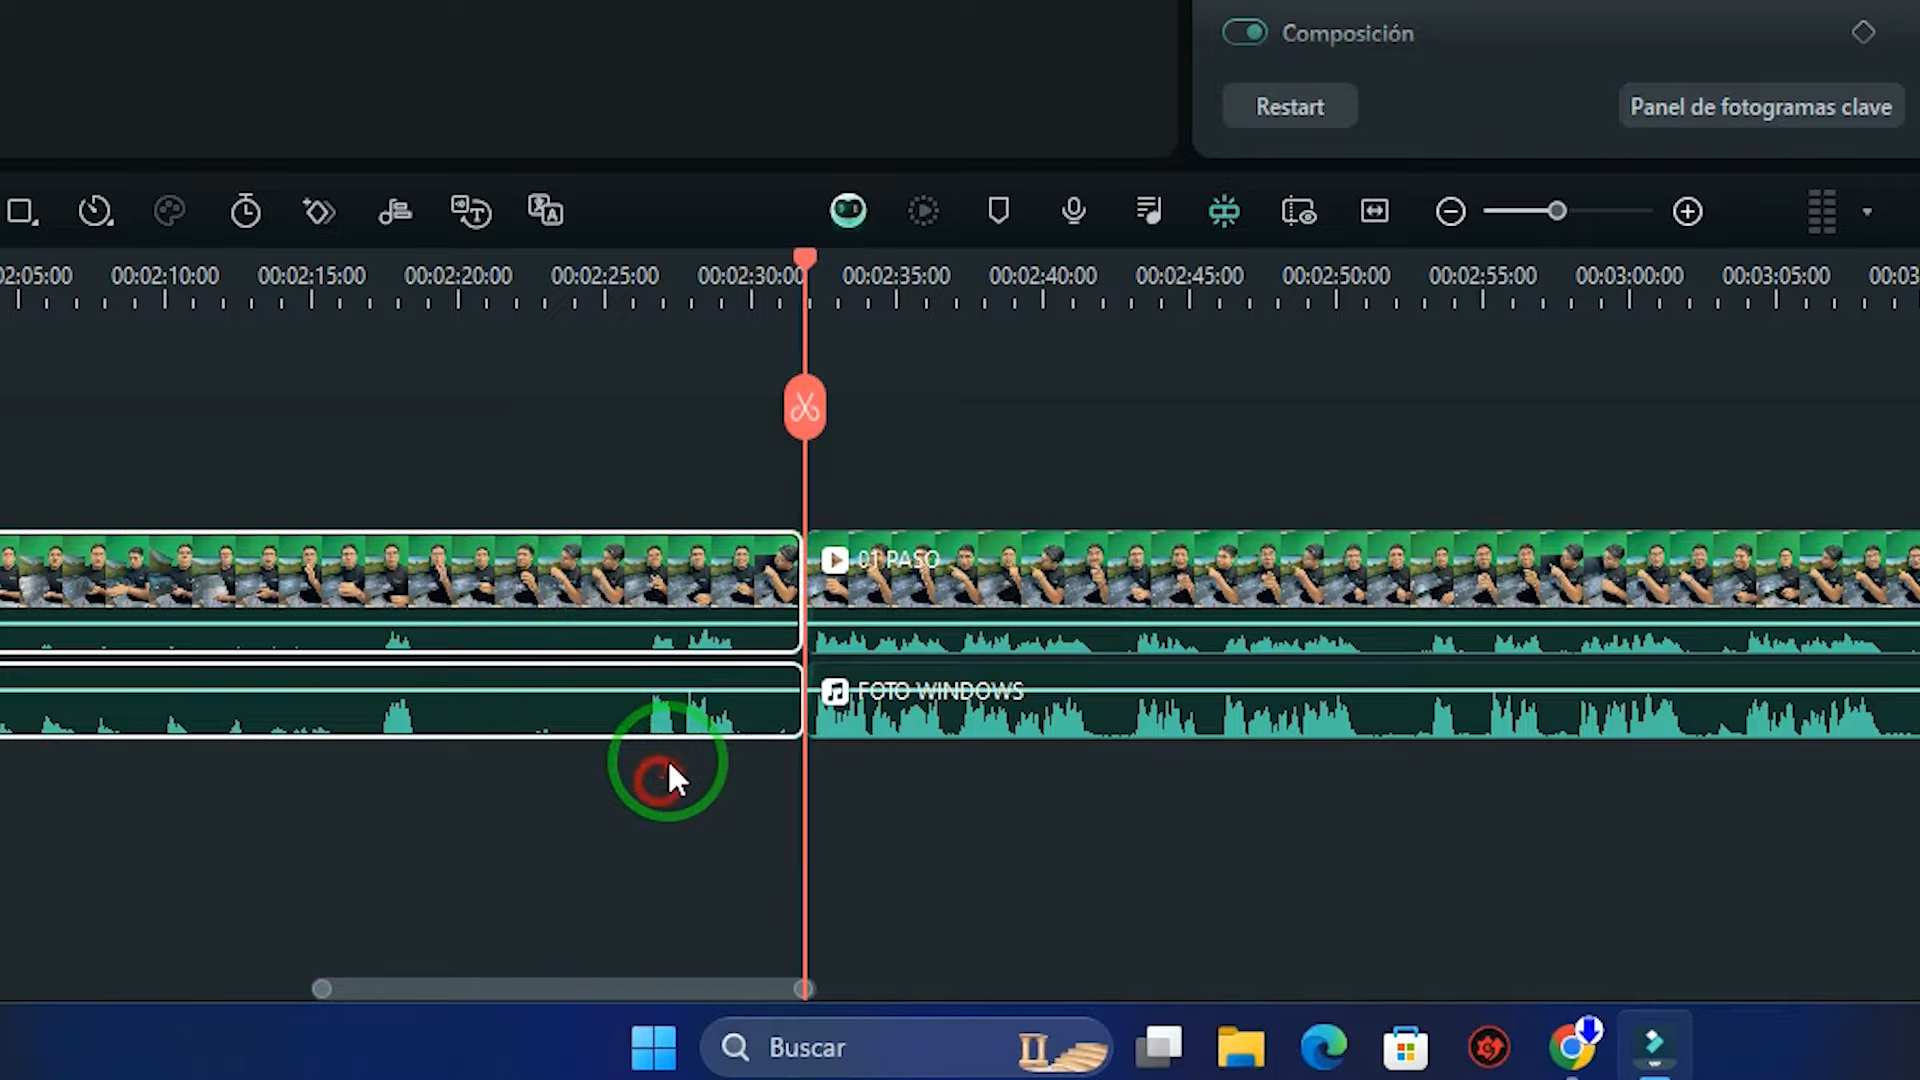 Composición
Restart
Panel de fotogramas clave
02:05:00 00:02:10:00 00:02:15:00 00:02:20:00 00:02:25:00 00:02:30:00 00:02:35:00 00:02:40:00 00:02:45:00 00:02:50:00 00:02:55:00 00:03:00:00 00:03:05:00 00:03
01 PASO
FOTO WINDOWS
Buscar